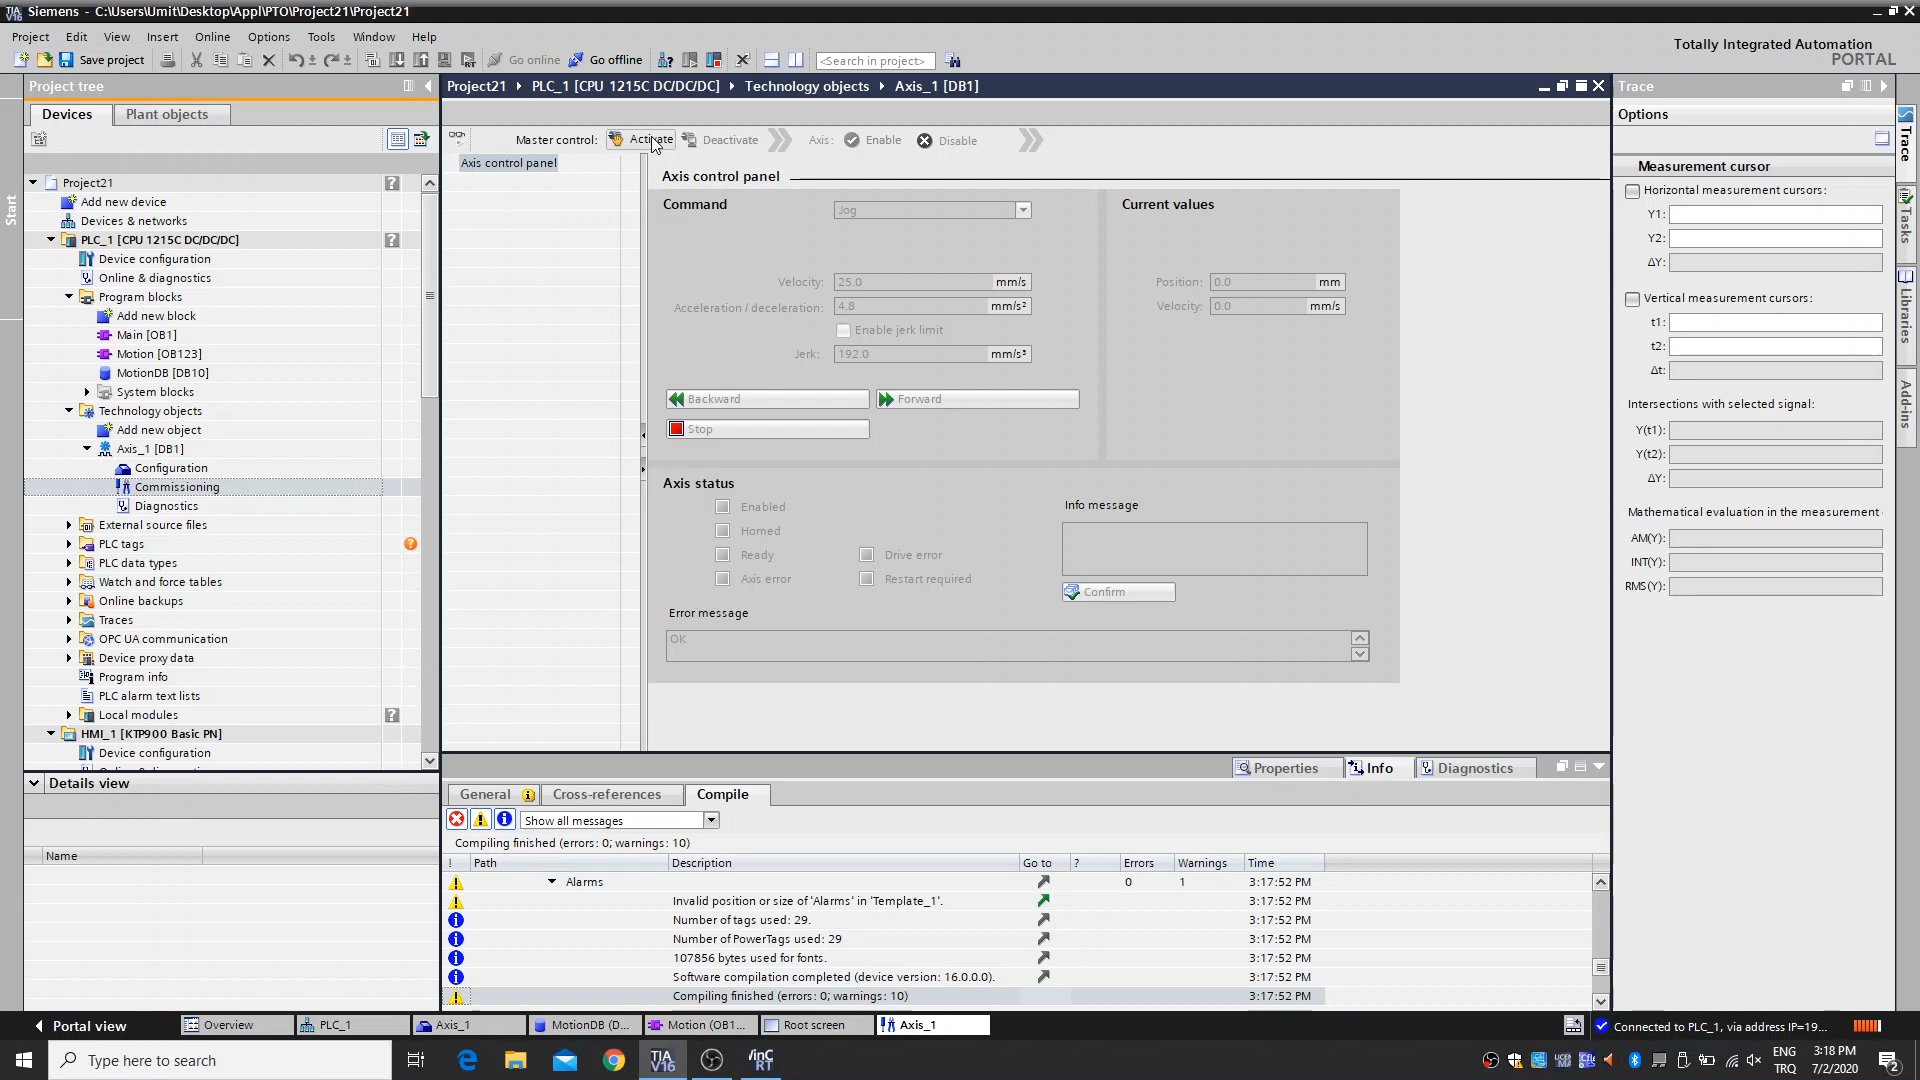 Siemens - C:\Users\Umit\Desktop\Appl\PTO\Project21\Project21
Project Edit View Insert Online Options Tools Window Help
Totally Integrated Automation
PORTAL
Save project
Go online
Go offline
<Search in project>
Project tree
Project21 PLC_1 [CPU 1215C DC/DC/DC] Technology objects Axis_1 [DB1]
Trace
Devices
Plant objects
Options
Master control: Activate Deactivate Axis: Enable Disable
Axis control panel
Start
Project21
Add new device
Devices & networks
PLC_1 [CPU 1215C DC/DC/DC]
Device configuration
Online & diagnostics
Program blocks
Add new block
Main [OB1]
Motion [OB123]
MotionDB [DB10]
System blocks
Technology objects
Add new object
Axis_1 [DB1]
Configuration
Commissioning
Diagnostics
External source files
PLC tags
PLC data types
Watch and force tables
Online backups
Traces
OPC UA communication
Device proxy data
Program info
PLC alarm text lists
Local modules
HMI_1 [KTP900 Basic PN]
Device configuration
Details view
Name
Axis control panel
Command
Jog
Velocity: 25.0 mm/s
Acceleration / deceleration: 4.8 mm/s²
Enable jerk limit
Jerk: 192.0 mm/s³
Backward
Forward
Stop
Current values
Position: 0.0 mm
Velocity: 0.0 mm/s
Axis status
Enabled
Homed
Ready
Drive error
Axis error
Restart required
Info message
Confirm
Error message
OK
Measurement cursor
Horizontal measurement cursors:
Y1:
Y2:
ΔY:
Vertical measurement cursors:
t1:
t2:
Δt:
Intersections with selected signal:
Y(t1):
Y(t2):
ΔY:
Mathematical evaluation in the measurement
AM(Y):
INT(Y):
RMS(Y):
Trace
Tasks
Libraries
Add-ins
Properties
Info
Diagnostics
General
Cross-references
Compile
Show all messages
Compiling finished (errors: 0; warnings: 10)
! Path Description Go to ? Errors Warnings Time
Alarms 0 1 3:17:52 PM
Invalid position or size of 'Alarms' in 'Template_1'. 3:17:52 PM
Number of tags used: 29. 3:17:52 PM
Number of PowerTags used: 29 3:17:52 PM
107856 bytes used for fonts. 3:17:52 PM
Software compilation completed (device version: 16.0.0.0). 3:17:52 PM
Compiling finished (errors: 0; warnings: 10) 3:17:52 PM
Portal view
Overview
PLC_1
Axis_1
MotionDB (D...
Motion (OB1...
Root screen
Axis_1
Connected to PLC_1, via address IP=19...
Type here to search
TIA
V16
ENG
TRQ
3:18 PM
7/2/2020
2